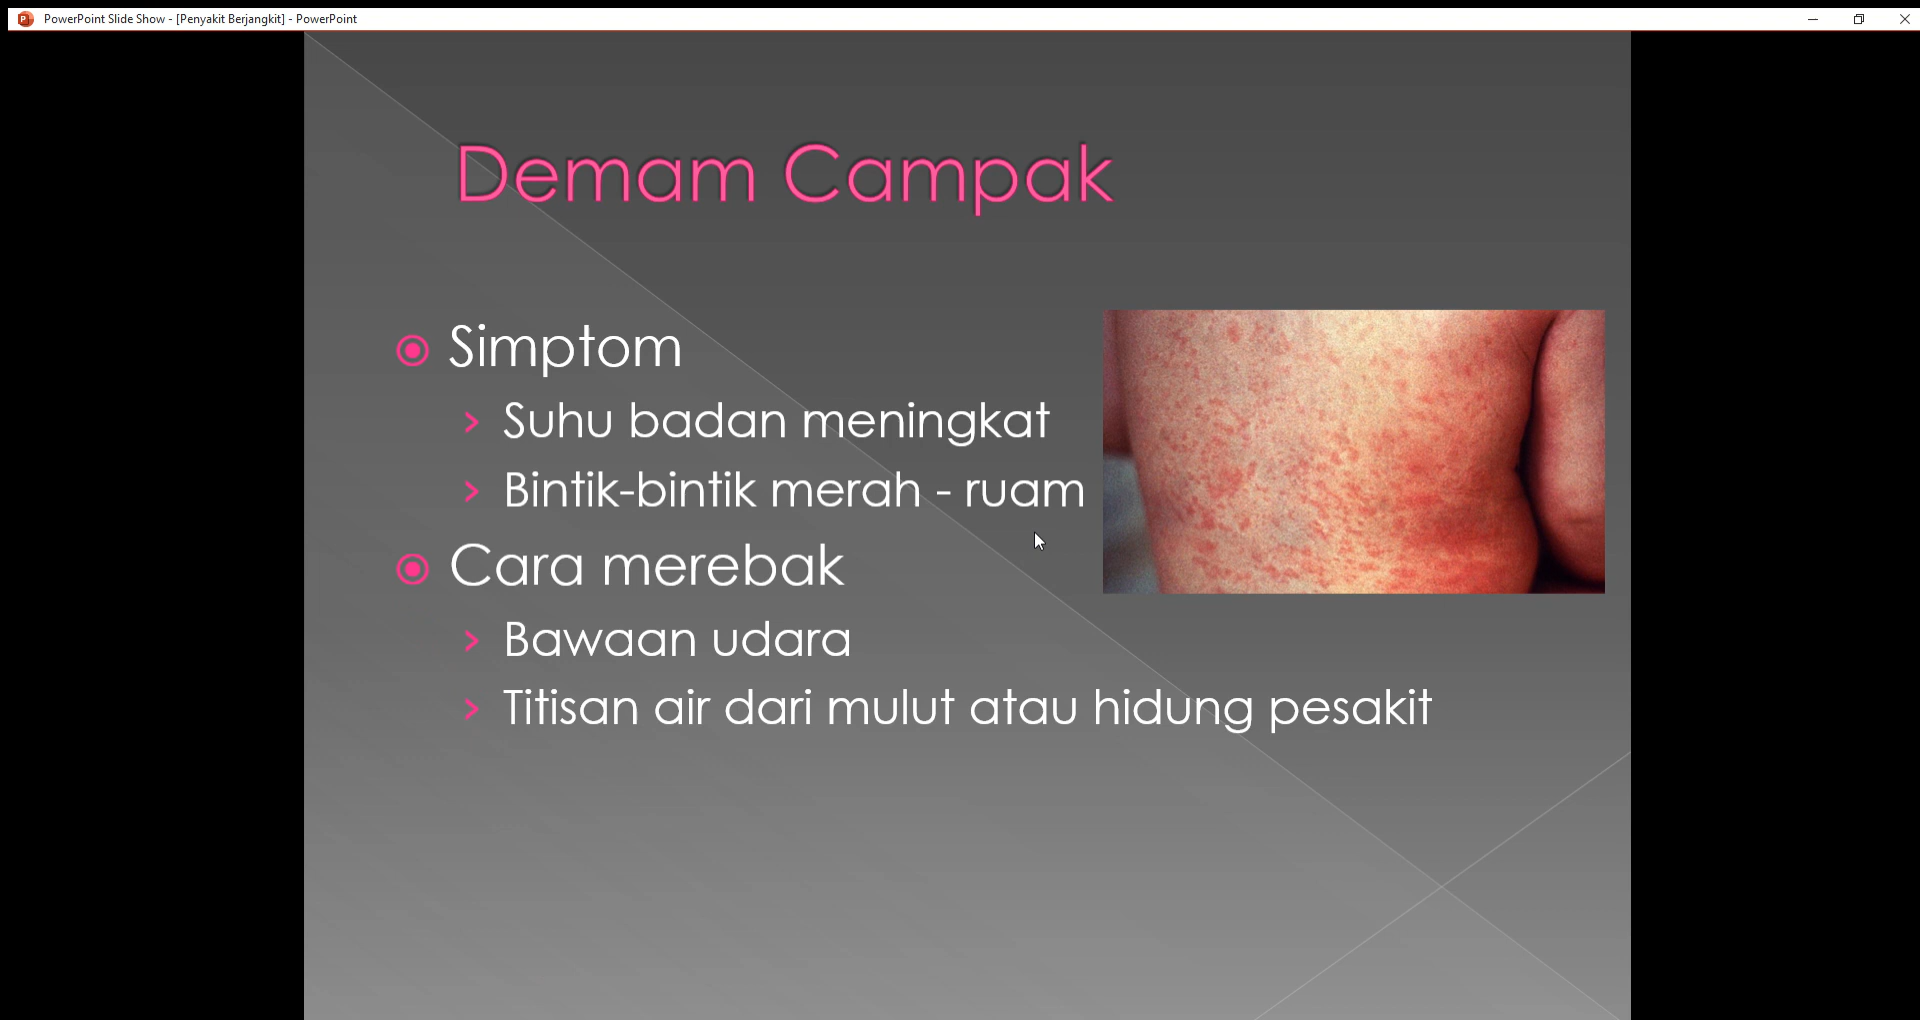 PowerPoint Slide Show - [Penyakit Berjangkit] - PowerPoint
Demam Campak
Simptom
Suhu badan meningkat
Bintik-bintik merah - ruam
Cara merebak
Bawaan udara
Titisan air dari mulut atau hidung pesakit